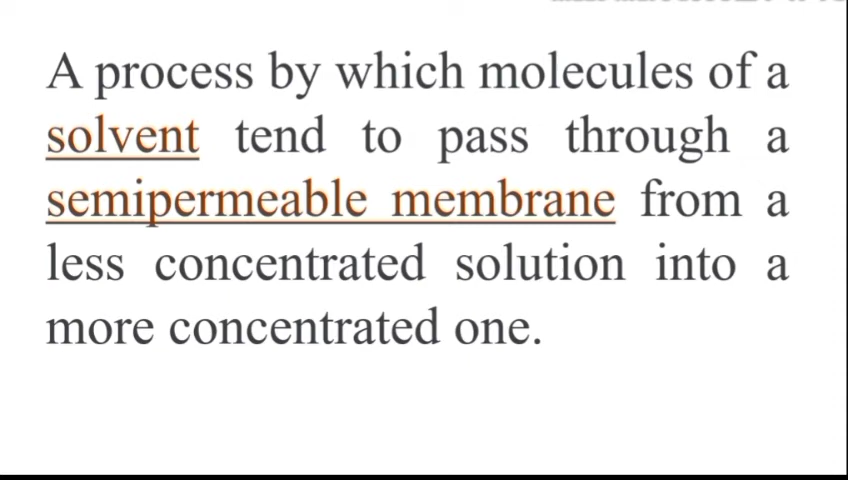 A process by which molecules of a
solvent tend to pass through a
semipermeable membrane from a
less concentrated solution into a
more concentrated one.